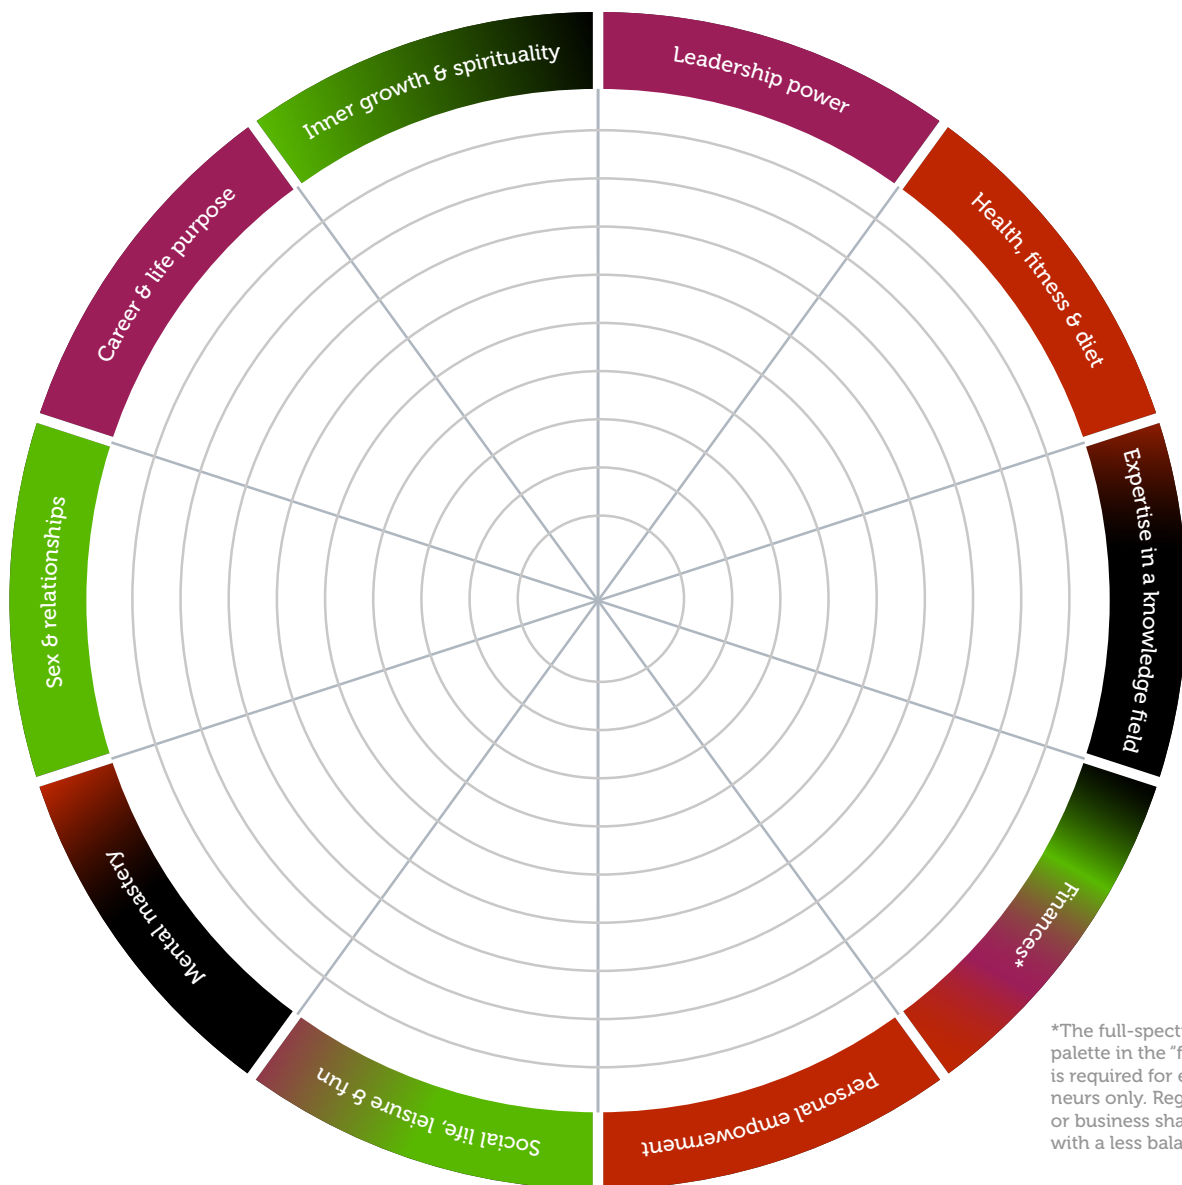 Leadership power
Health, fitness & diet
Expertise in a knowledge field
Finances*
Personal empowerment
Social life, leisure & fun
Mental mastery
Sex & relationships
Career & life purpose
Inner growth & spirituality
*The full-spect
palette in the “f
is required for e
neurs only. Reg
or business sha
with a less bala